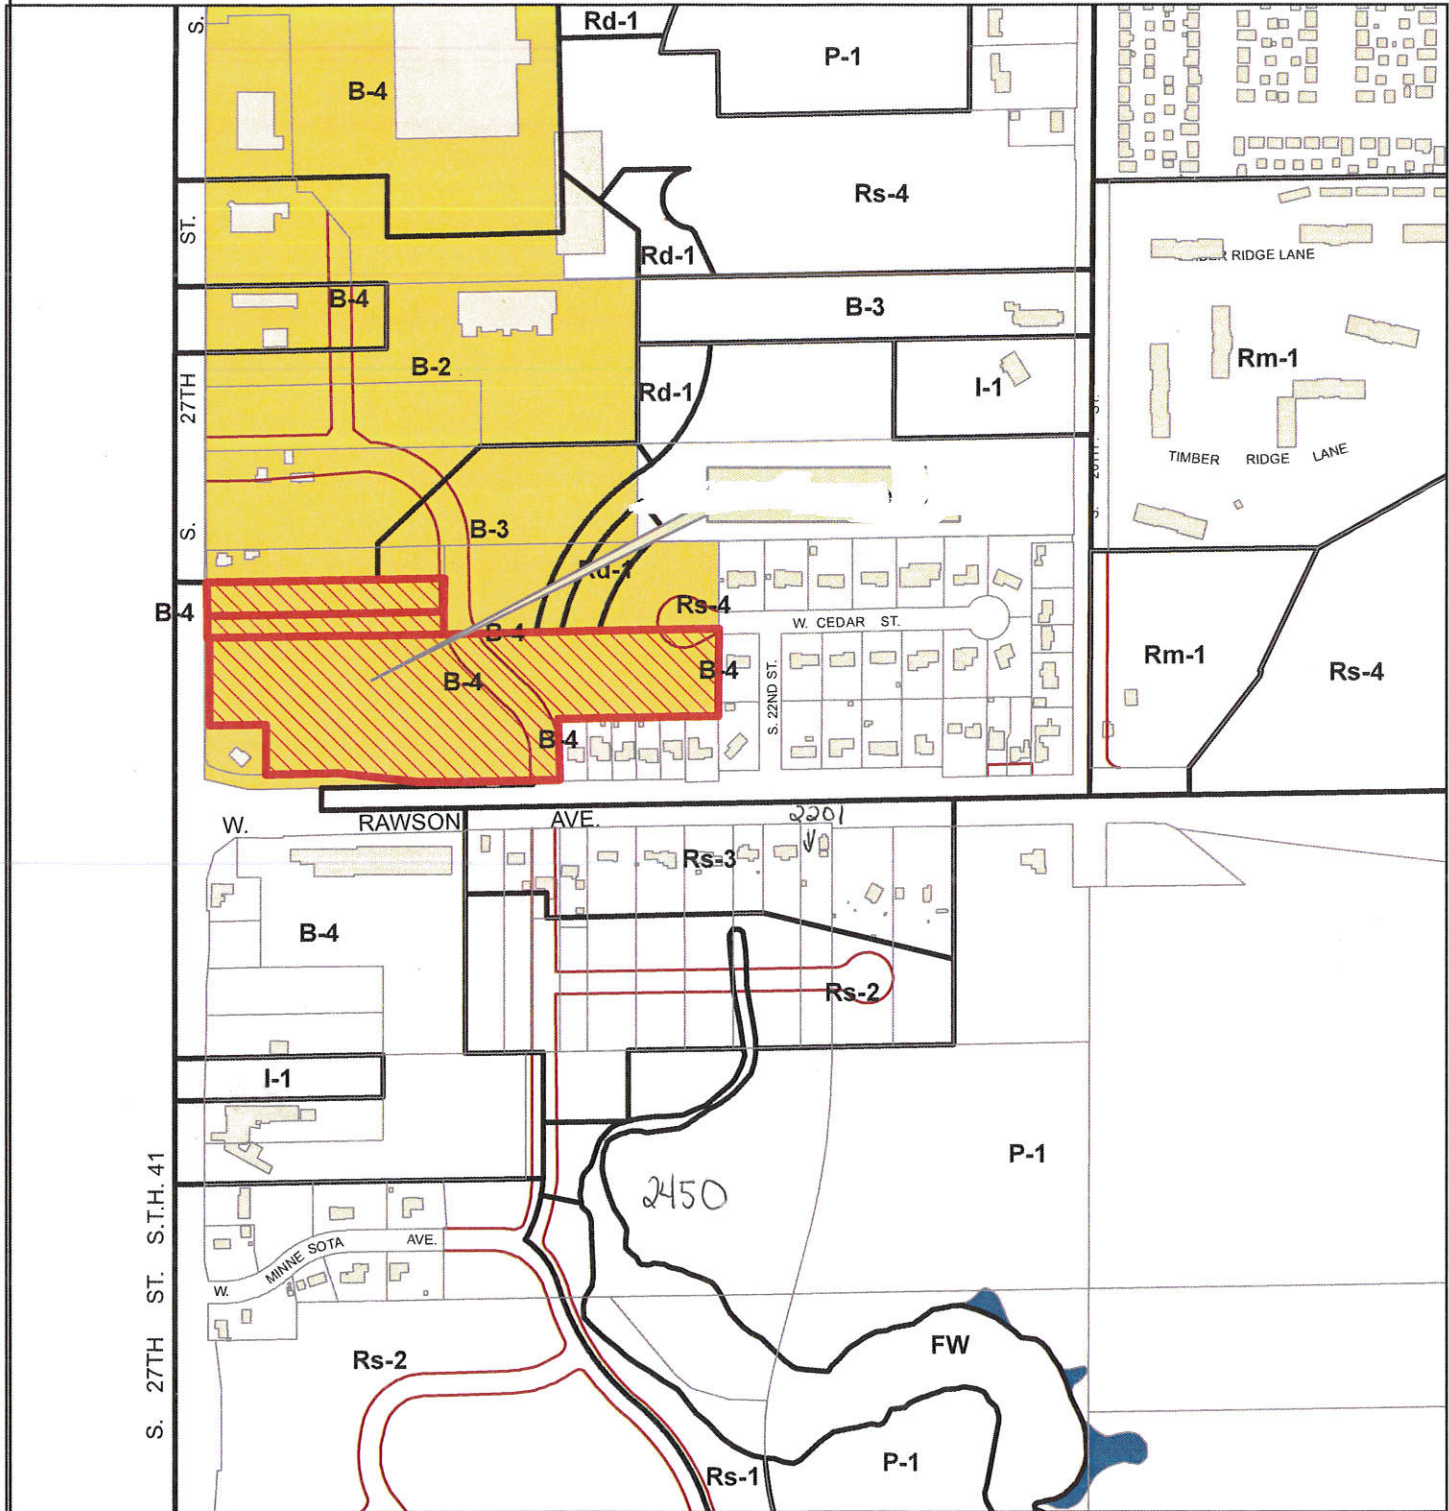 S.
Rd-1
P-1
B-4
Rs-4
ST.
Rd-1
RIDGE LANE
B-4
B-3
Rm-1
B-2
27TH
Rd-1
I-1
ST.
TIMBER RIDGE LANE
S.
B-3
S.
Rd-1
B-4
Rs-4
W. CEDAR ST.
B-4
Rm-1
B-4
B-4
Rs-4
S. 22ND ST.
B-4
W. RAWSON AVE.
2201
Rs-3
B-4
Rs-2
I-1
P-1
2450
W. MINNE SOTA AVE.
S. 27TH ST. S.T.H. 41
FW
Rs-2
P-1
Rs-1